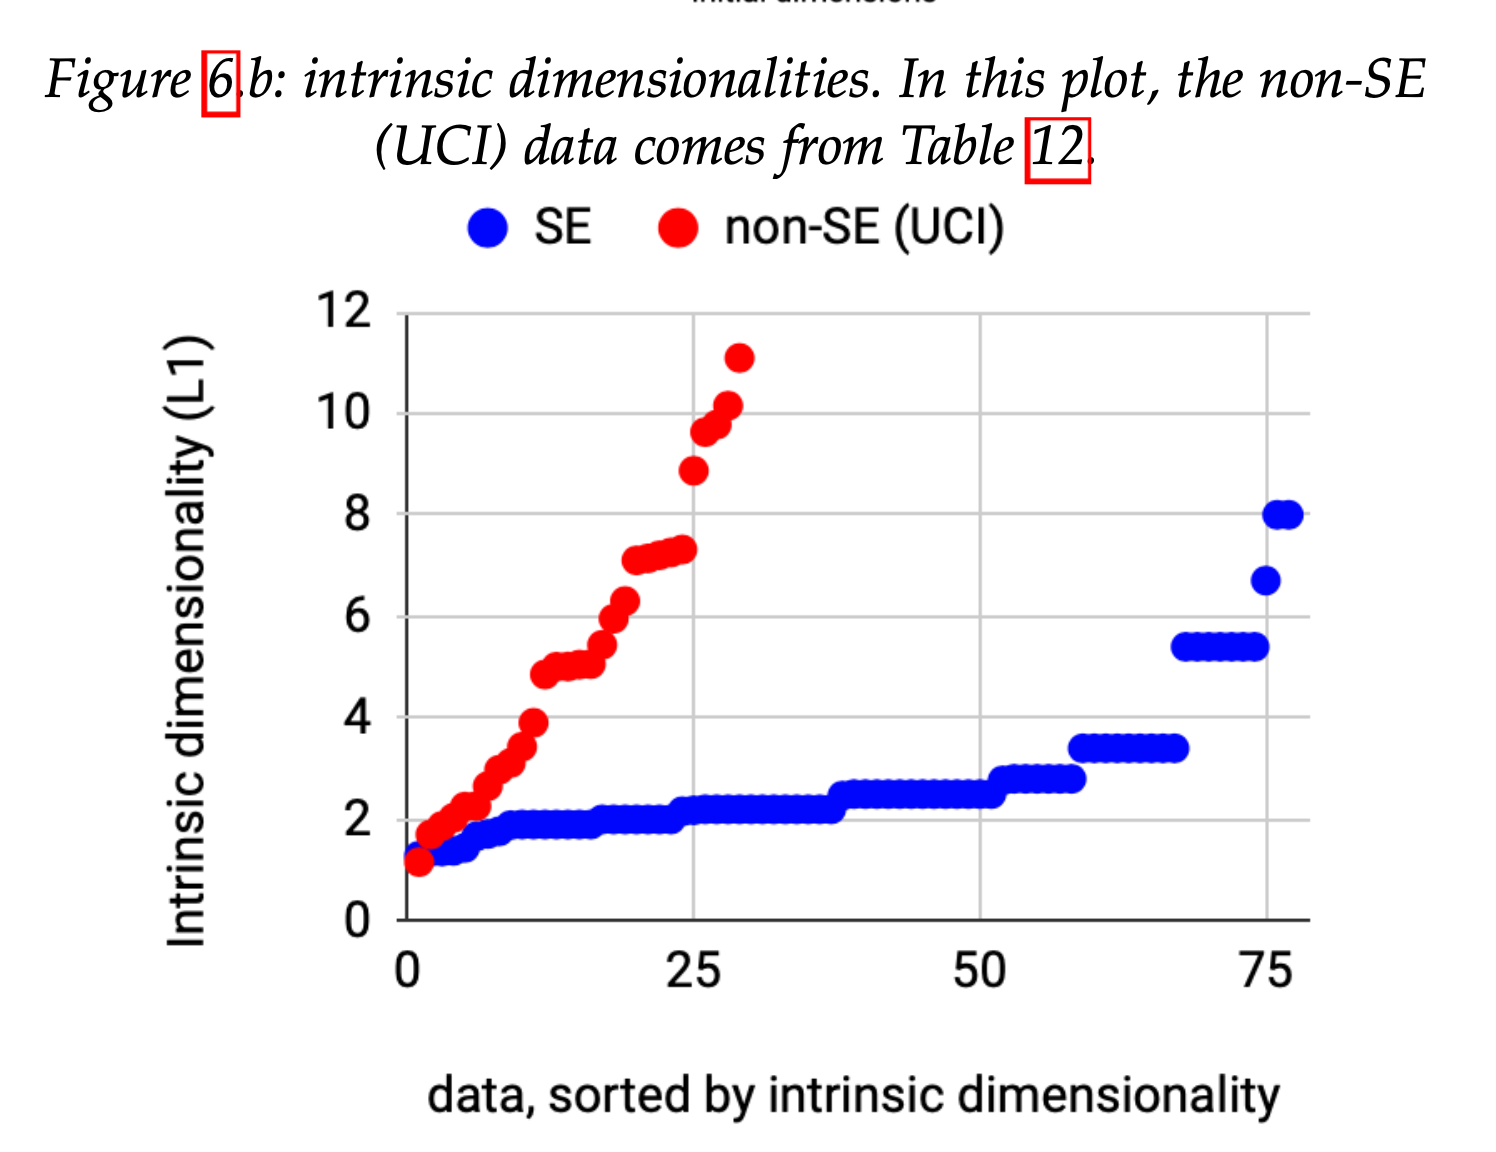 initial dimensions
Figure 6.b: intrinsic dimensionalities. In this plot, the non-SE
(UCI) data comes from Table 12.
SE non-SE (UCI)
Intrinsic dimensionality (L1)
12
10
8
6
4
2
0
0 25 50 75
data, sorted by intrinsic dimensionality